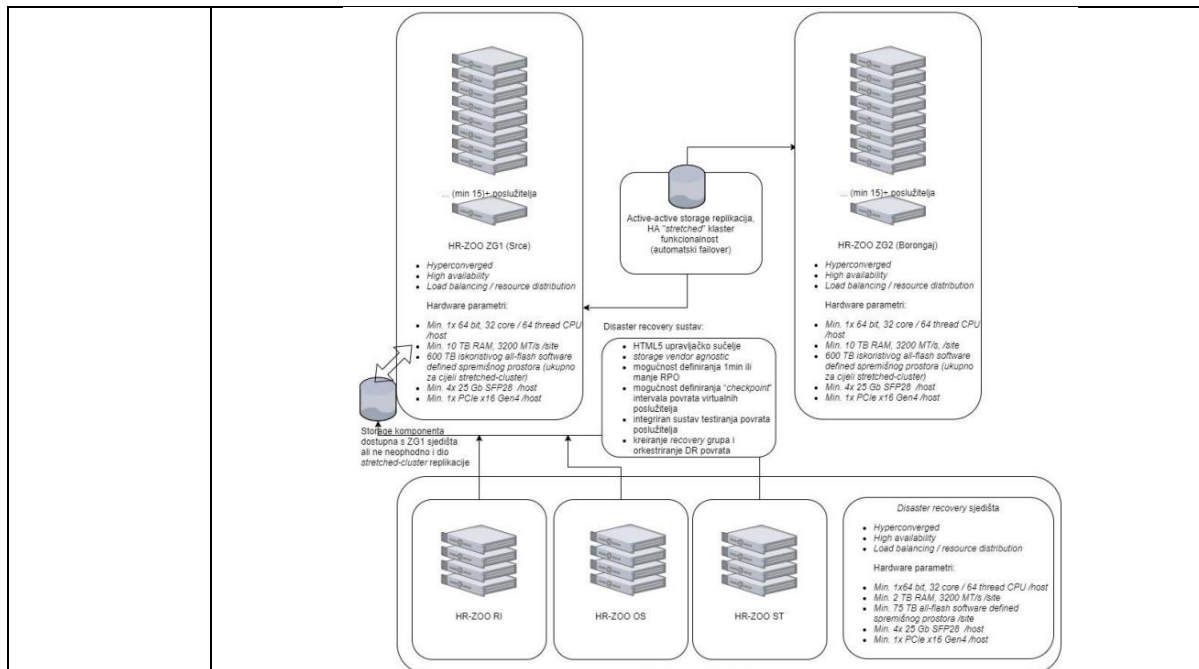 ... (min 15)+ poslužitelja
HR-ZOO ZG1 (Srce)
• Hyperconverged
• High availability
• Load balancing / resource distribution
Hardware parametri:
• Min. 1x 64 bit, 32 core / 64 thread CPU
/host
• Min. 10 TB RAM, 3200 MT/s /site
• 600 TB iskoristivog all-flash software
defined spremišnog prostora (ukupno
za cijeli stretched-cluster)
• Min. 4x 25 Gb SFP28 /host
• Min. 1x PCIe x16 Gen4 /host
Active-active storage replikacija,
HA "stretched" klaster
funkcionalnost
(automatski failover)
... (min 15)+ poslužitelja
HR-ZOO ZG2 (Borongaj)
• Hyperconverged
• High availability
• Load balancing / resource distribution
Hardware parametri:
• Min. 1x 64 bit, 32 core / 64 thread CPU
/host
• Min. 10 TB RAM, 3200 MT/s, /site
• 600 TB iskoristivog all-flash software
defined spremišnog prostora (ukupno
za cijeli stretched-cluster)
• Min. 4x 25 Gb SFP28 /host
• Min. 1x PCIe x16 Gen4 /host
Disaster recovery sustav:
• HTML5 upravljačko sučelje
• storage vendor agnostic
• mogućnost definiranja 1min ili
manje RPO
• mogućnost definiranja "checkpoint"
intervala povrata virtualnih
poslužitelja
• integriran sustav testiranja povrata
poslužitelja
• kreiranje recovery grupa i
orkestriranje DR povrata
Storage komponenta
dostupna s ZG1 sjedišta
ali ne neophodno i dio
stretched-cluster replikacije
HR-ZOO RI
HR-ZOO OS
HR-ZOO ST
Disaster recovery sjedišta
• Hyperconverged
• High availability
• Load balancing / resource distribution
Hardware parametri:
• Min. 1x64 bit, 32 core / 64 thread CPU /host
• Min. 2 TB RAM, 3200 MT/s /site
• Min. 75 TB all-flash software defined
spremišnog prostora /site
• Min. 4x 25 Gb SFP28 /host
• Min. 1x PCIe x16 Gen4 /host